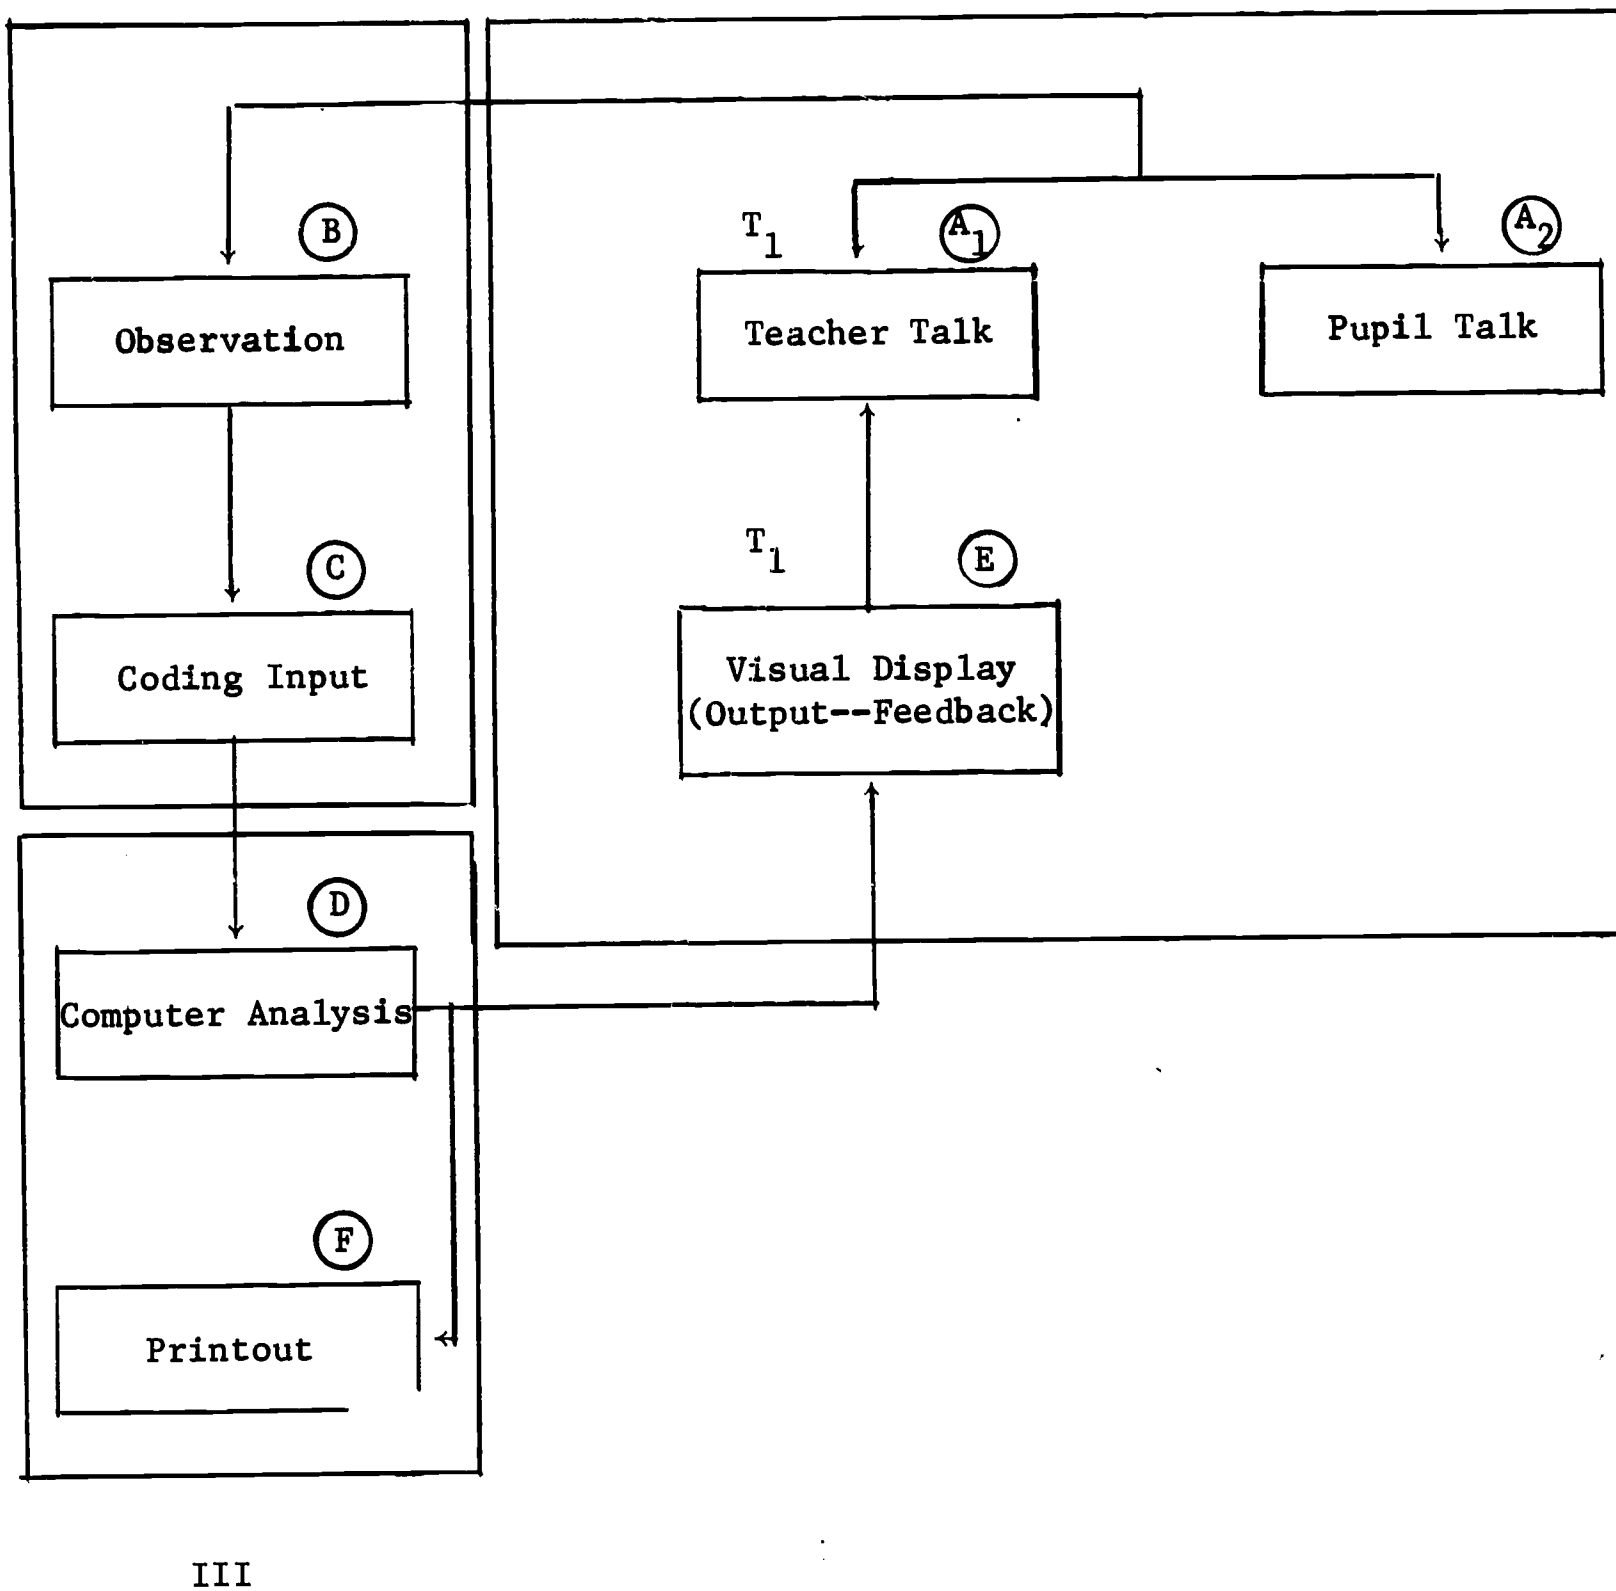 B
T1
A1
A2
Observation
Teacher Talk
Pupil Talk
C
T1
E
Coding Input
Visual Display
(Output--Feedback)
D
Computer Analysis
F
Printout
III